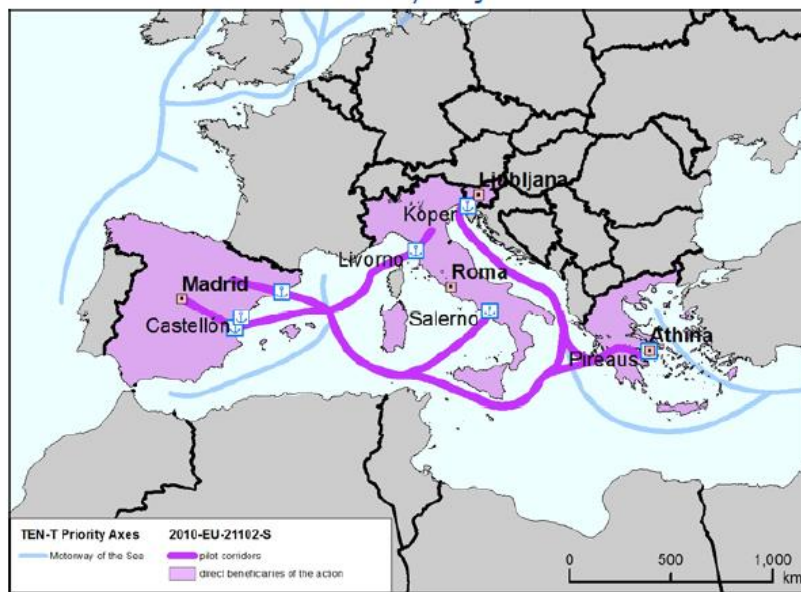 Ljubljana
Koper
Livorno
Roma
Madrid
Castellón
Salerno
Athina
Pireaus
TEN-T Priority Axes
2010-EU-21102-S
Motorway of the Sea
pilot corridors
direct beneficiaries of the action
0 500 1,000
km